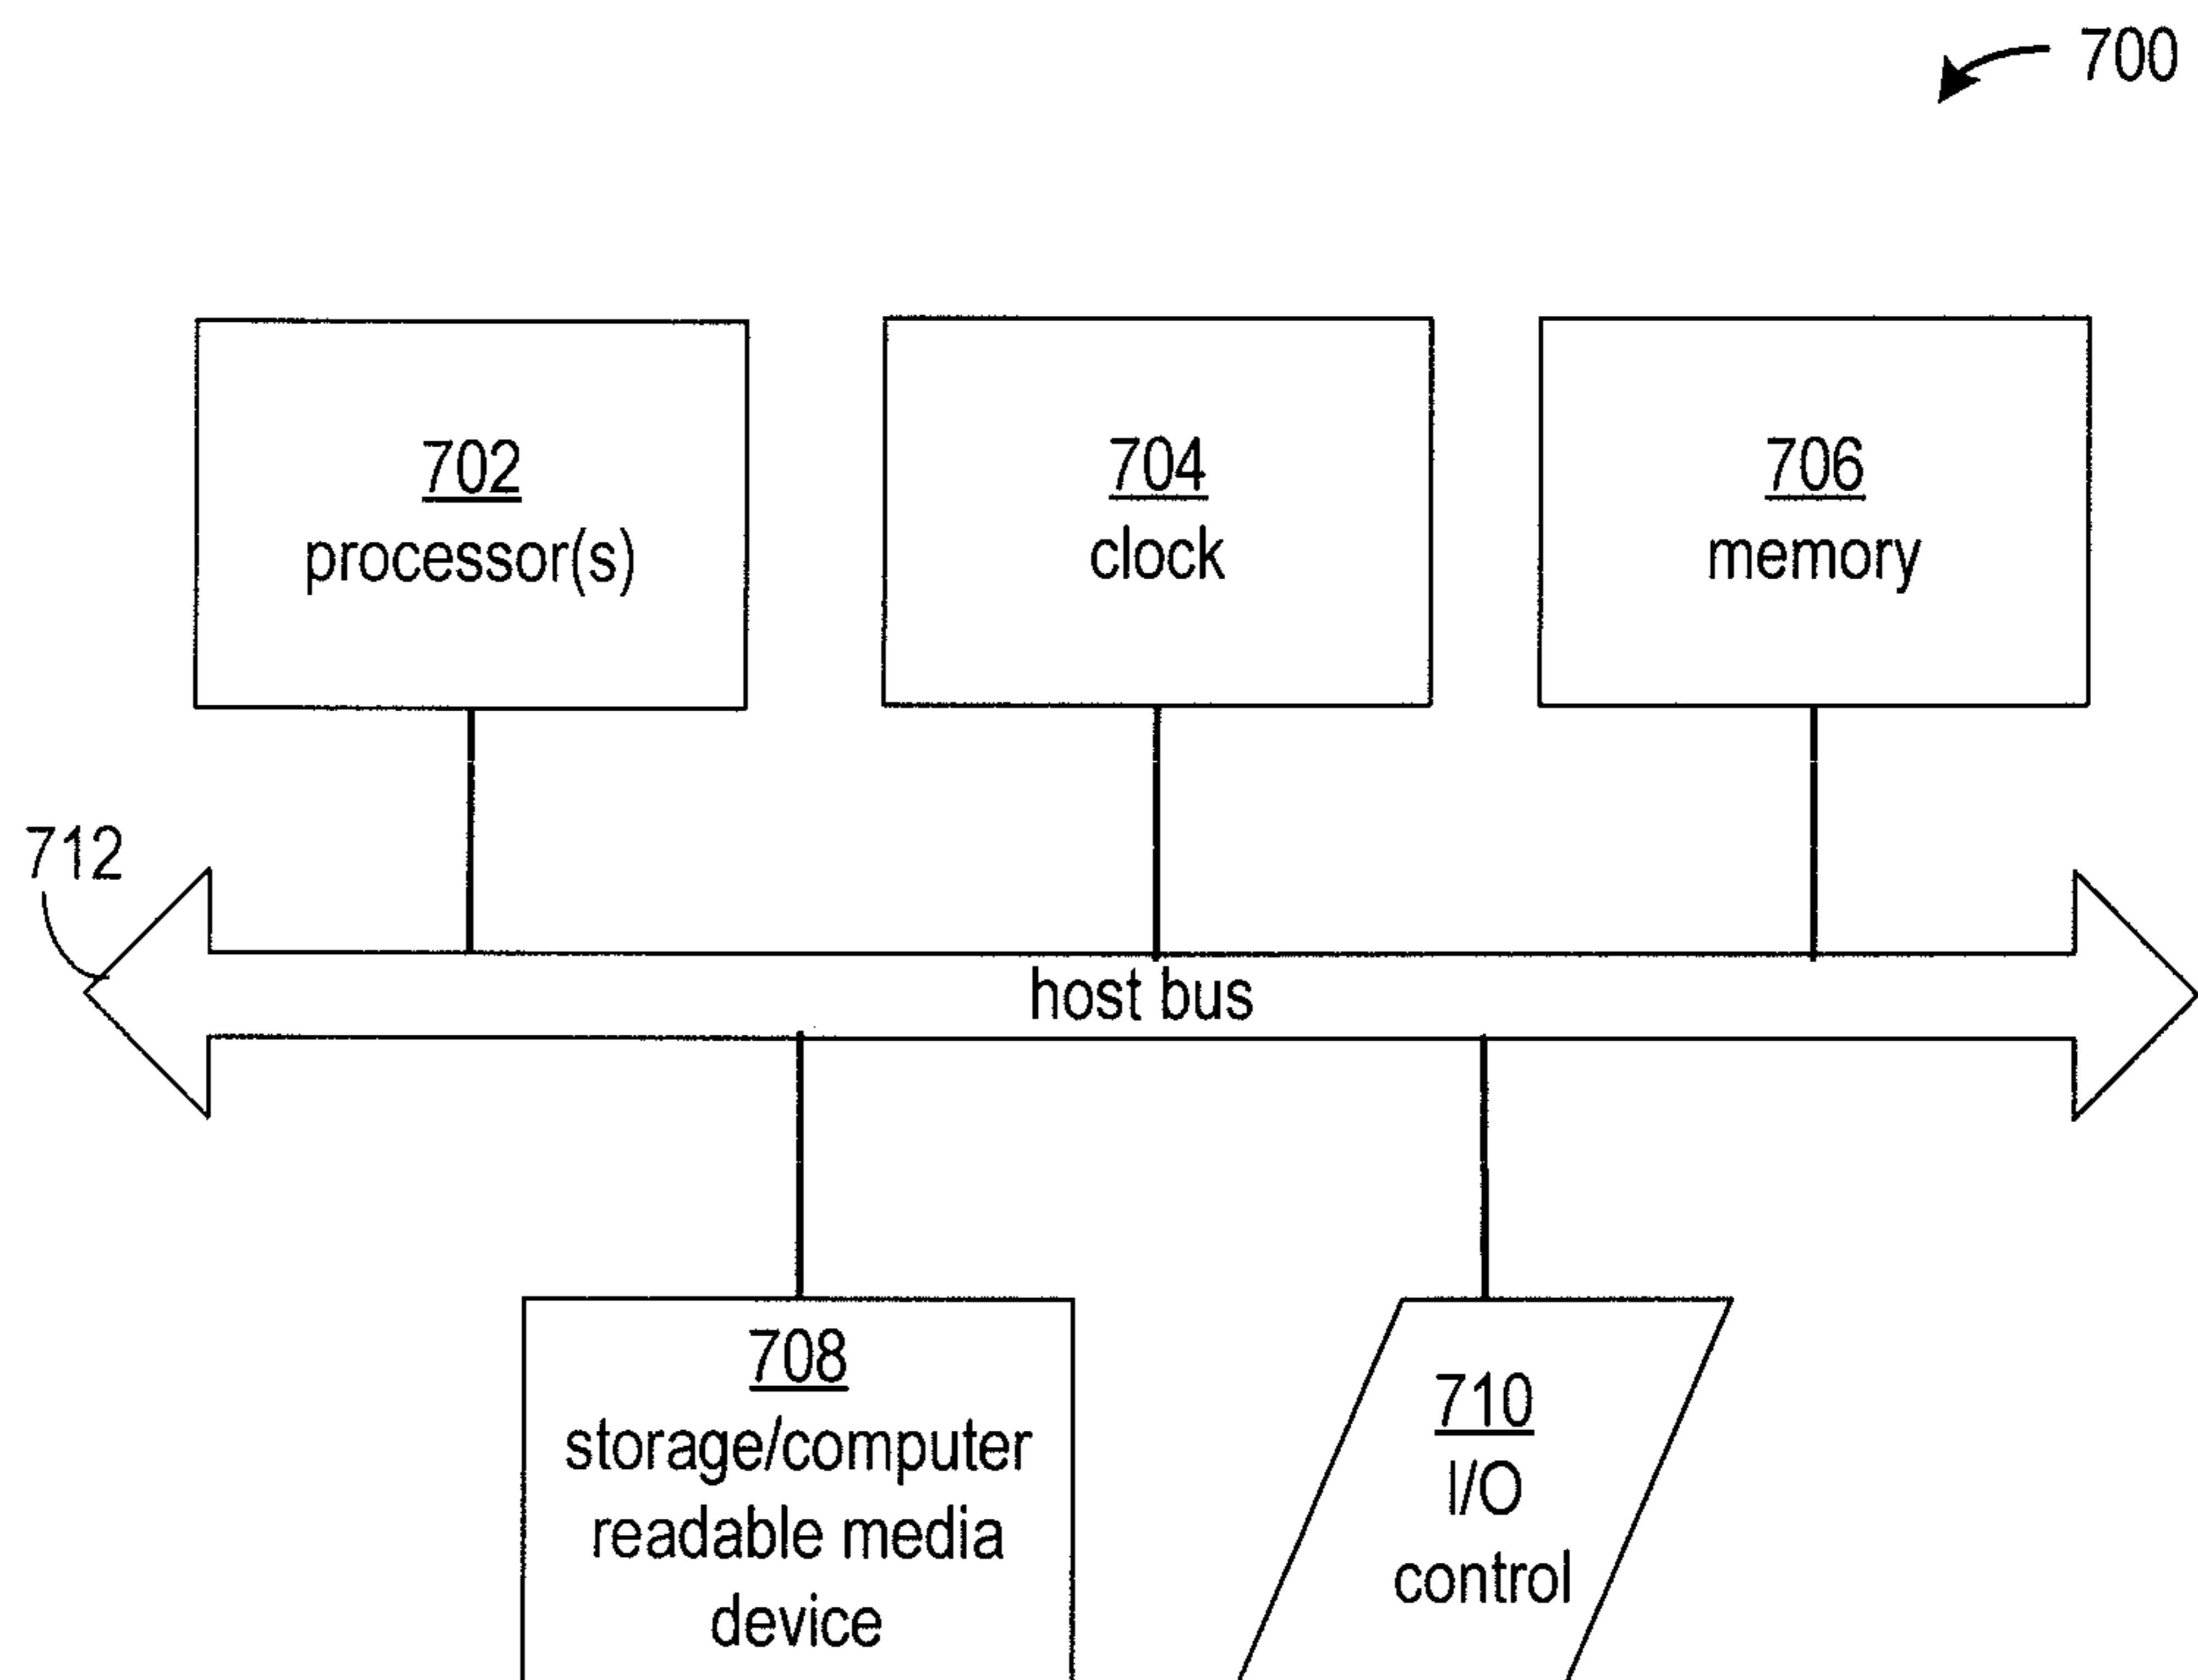 700
702
processor(s)
704
clock
706
memory
712
host bus
708
storage/computer
readable media
device
710
I/O
control